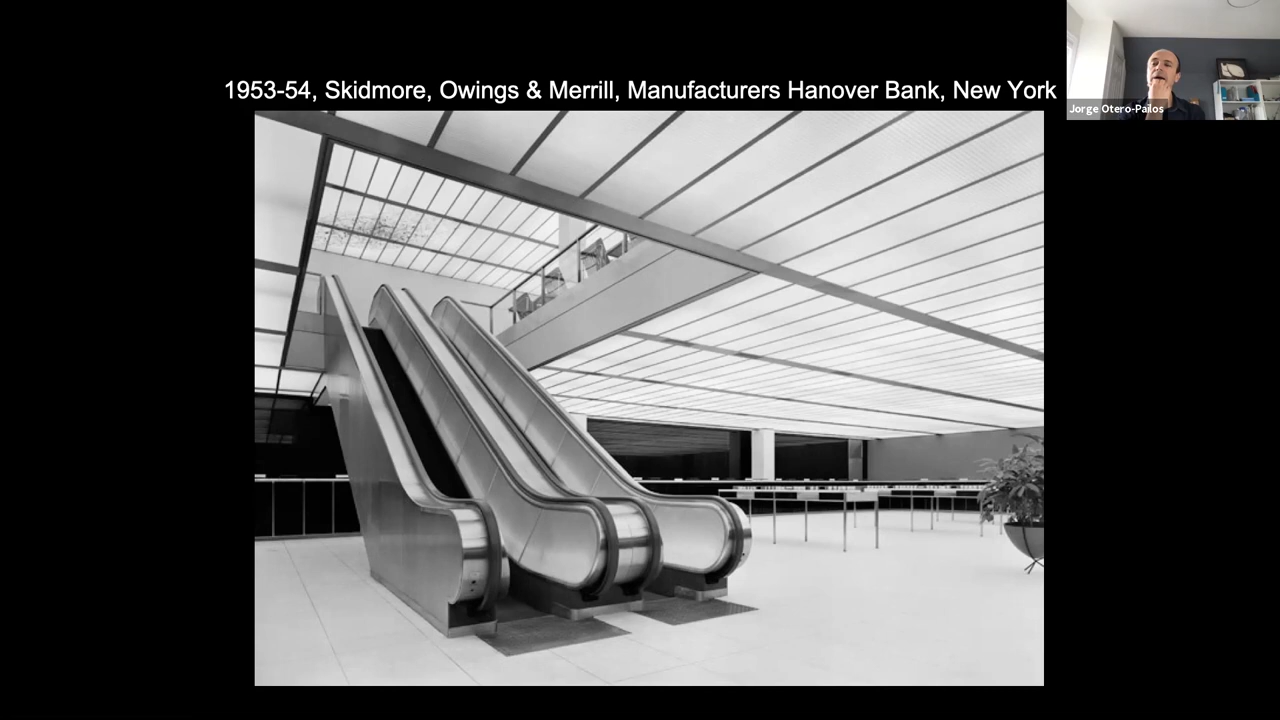 1953-54, Skidmore, Owings & Merrill, Manufacturers Hanover Bank, New York
Jorge Otero-Pailos